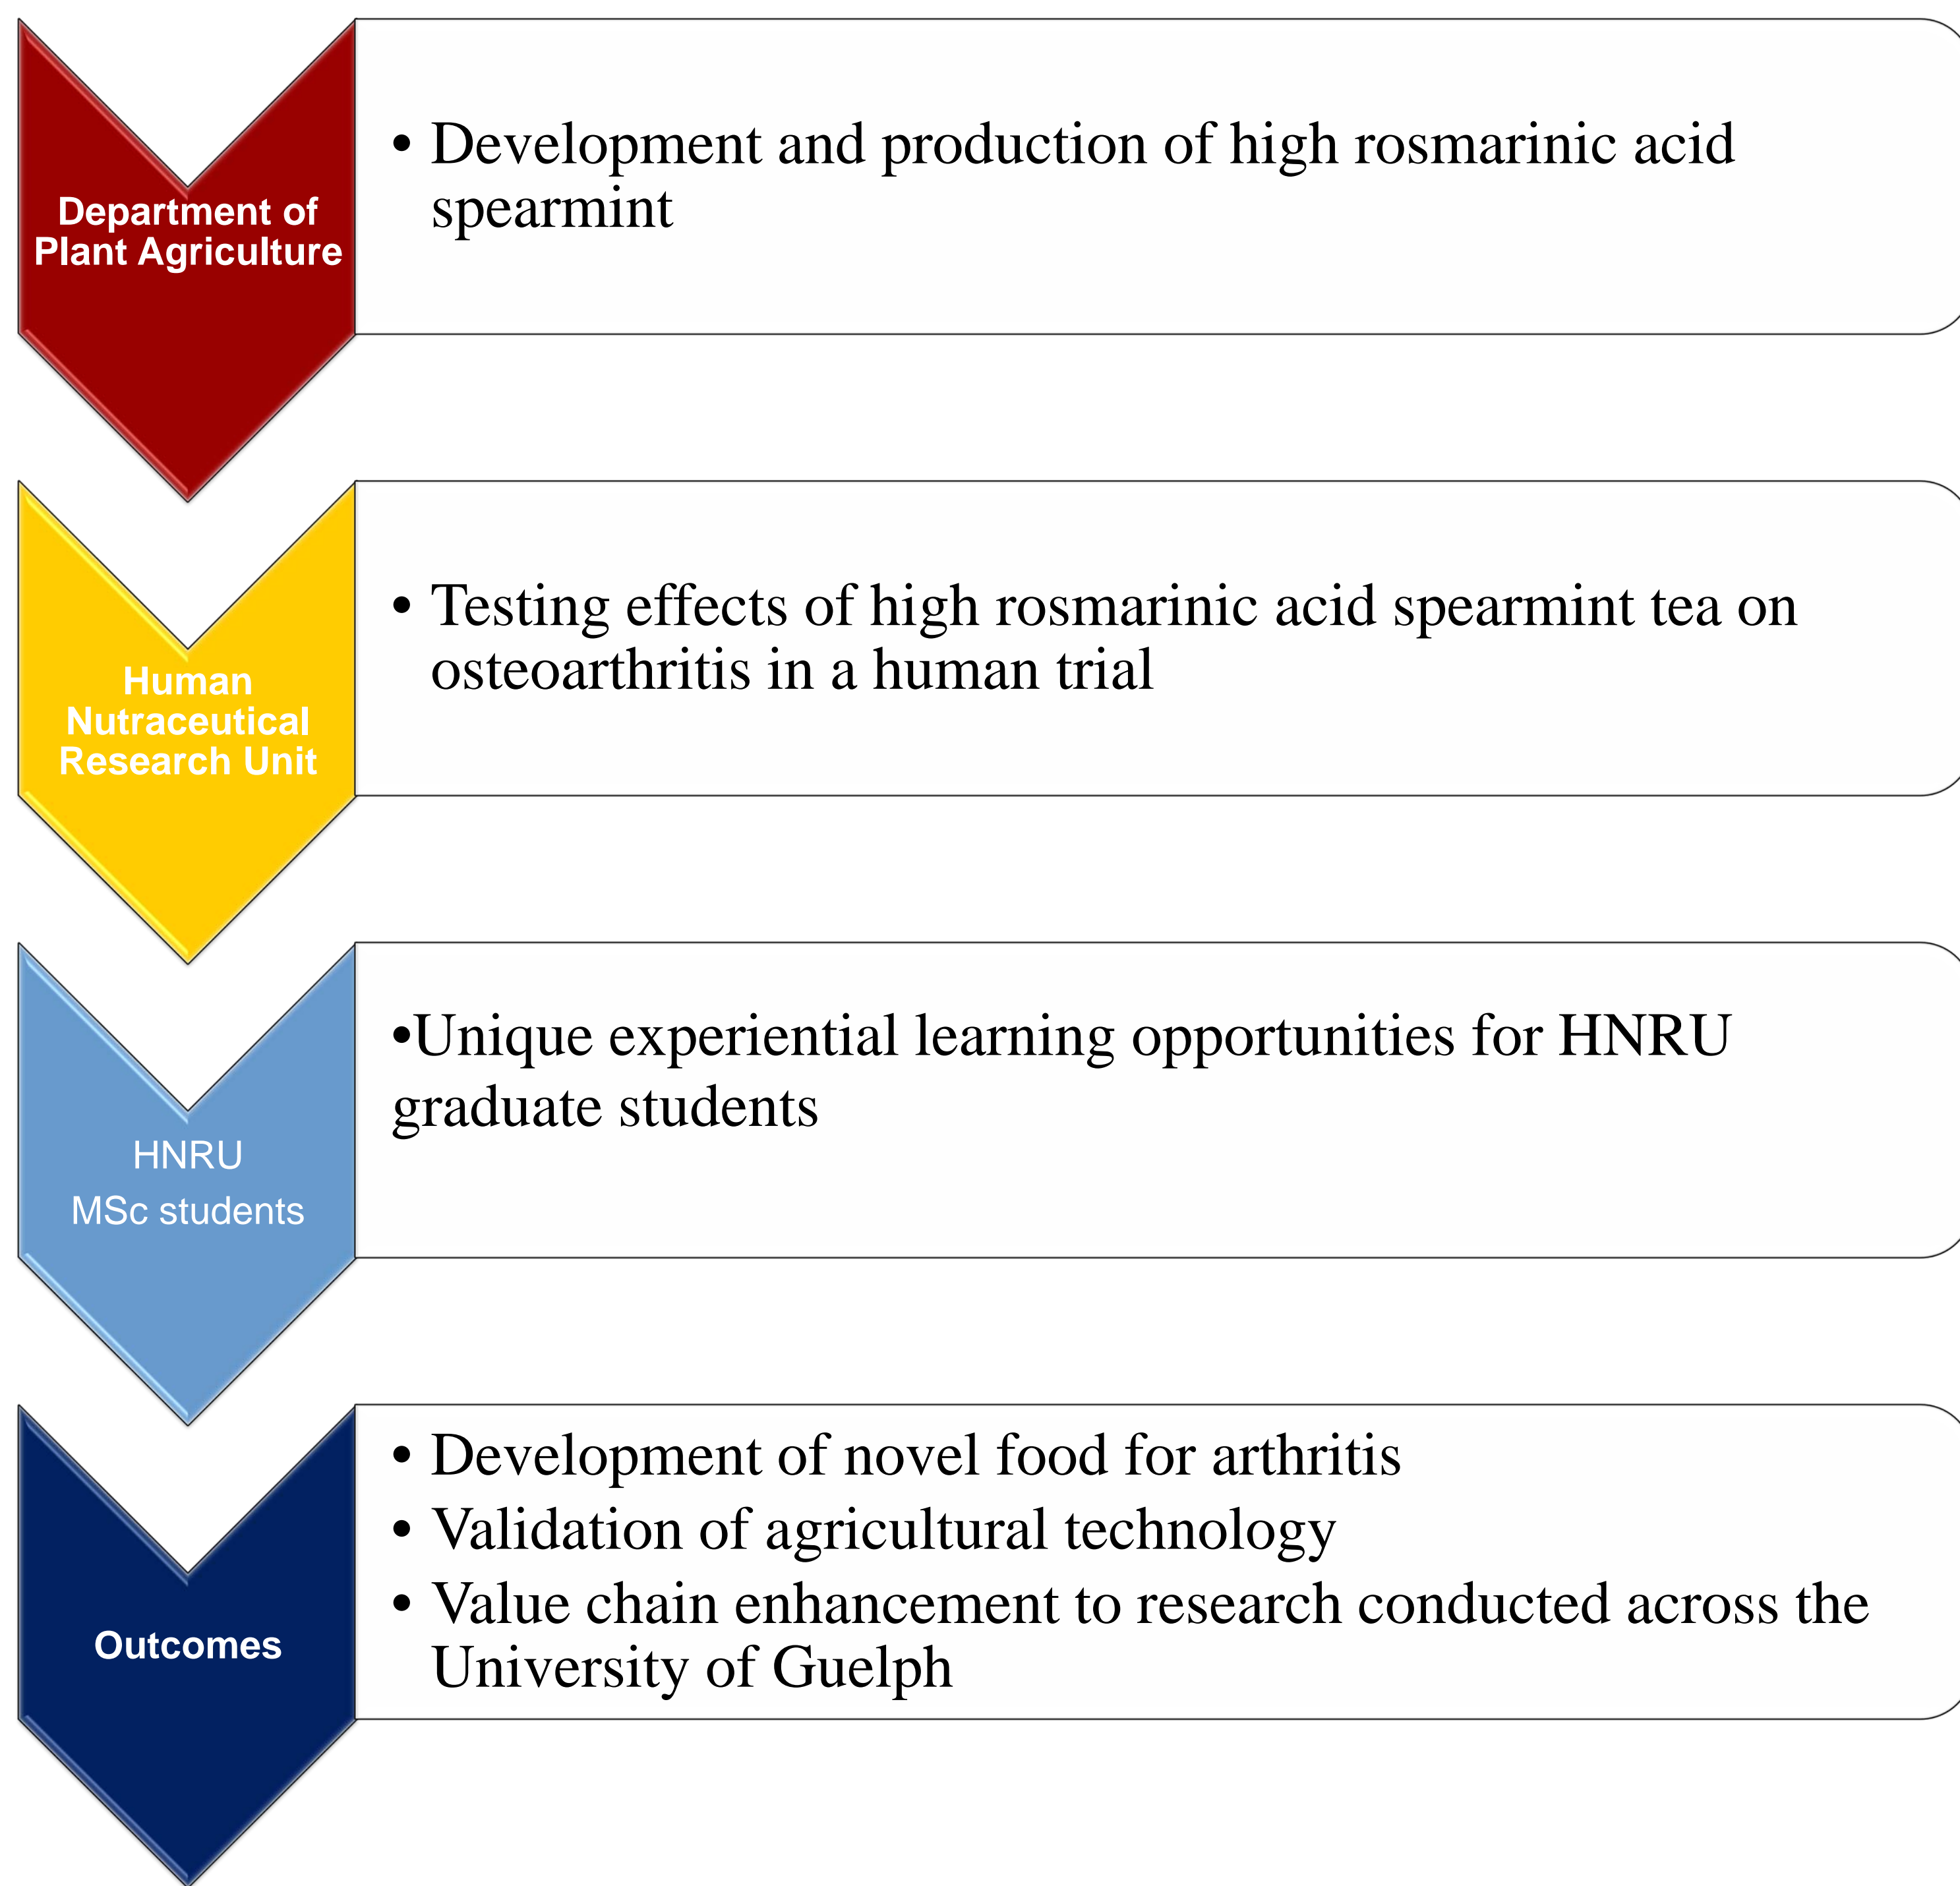 Department of
Plant Agriculture
• Development and production of high rosmarinic acid
spearmint
Human
Nutraceutical
Research Unit
• Testing effects of high rosmarinic acid spearmint tea on
osteoarthritis in a human trial
HNRU
MSc students
•Unique experiential learning opportunities for HNRU
graduate students
Outcomes
• Development of novel food for arthritis
• Validation of agricultural technology
• Value chain enhancement to research conducted across the
University of Guelph